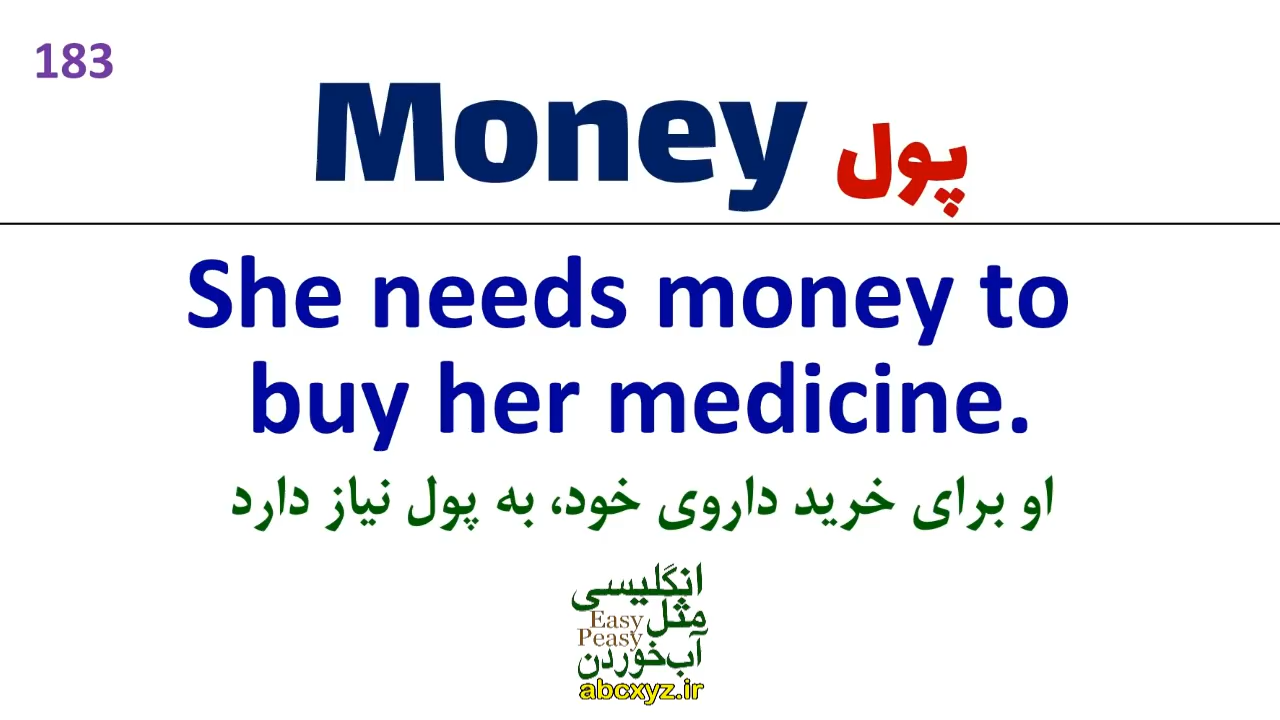 183
Money پول
She needs money to
buy her medicine.
او برای خرید داروی خود، به پول نیاز دارد
انگلیسی
مثل
Easy
Peasy
آب‌خوردن
abcxyz.ir